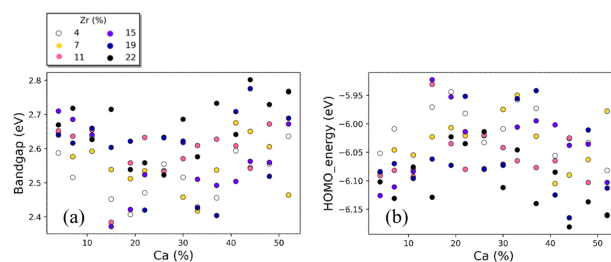 Zr (%)
4 15
7 19
11 22
2.8
2.7
2.6
2.5
2.4
Bandgap (eV)
(a)
10 20 30 40 50
Ca (%)
−5.95
−6.00
−6.05
−6.10
−6.15
HOMO_energy (eV)
(b)
10 20 30 40 50
Ca (%)